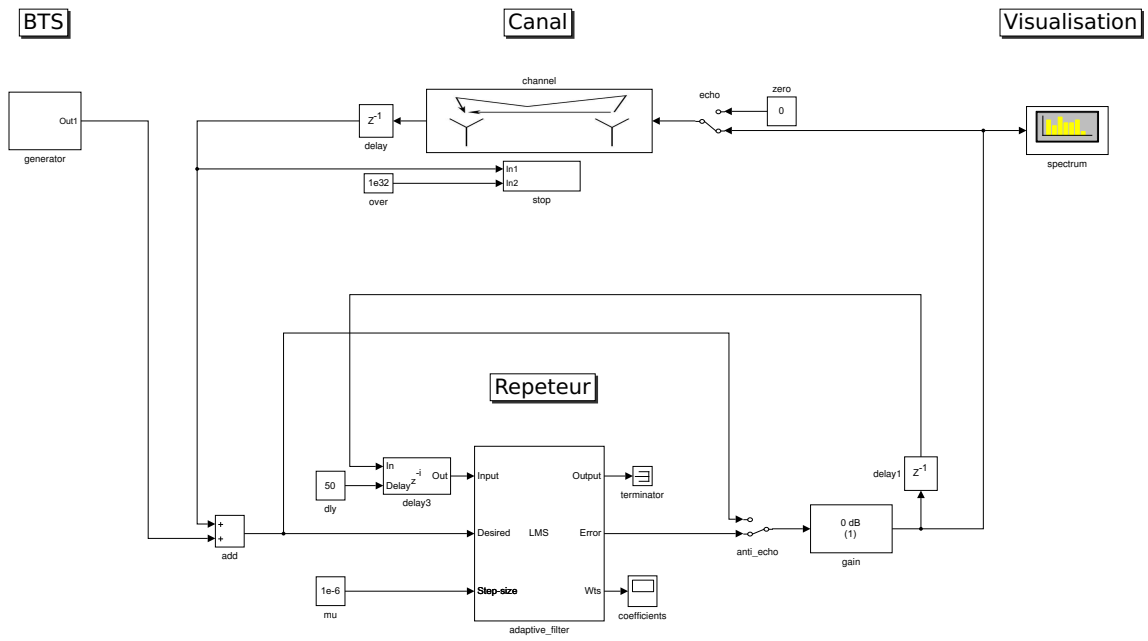 BTS
Canal
Visualisation
channel
echo
zero
0
Out1
generator
z-1
delay
spectrum
In1
In2
1e32
over
stop
Repeteur
In
Delay
z-i
Out
delay3
50
dly
Input
Output
terminator
delay1
z-1
+
+
add
Desired
LMS
Error
anti_echo
0 dB
(1)
gain
1e-6
mu
Step-size
Wts
coefficients
adaptive_filter